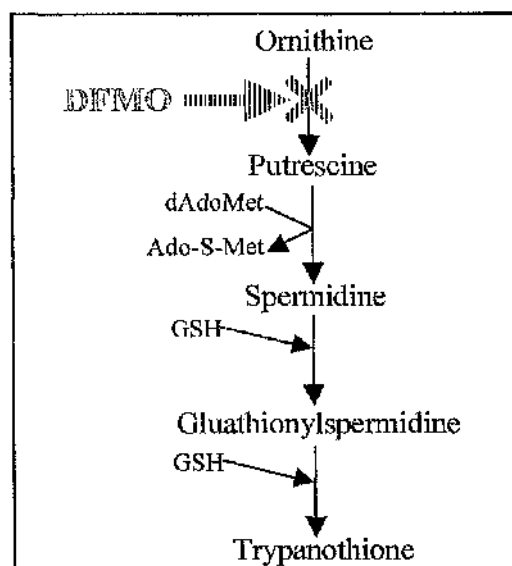 Ornithine
DFMO
Putrescine
dAdoMet
Ado-S-Met
Spermidine
GSH
Gluathionylspermidine
GSH
Trypanothione